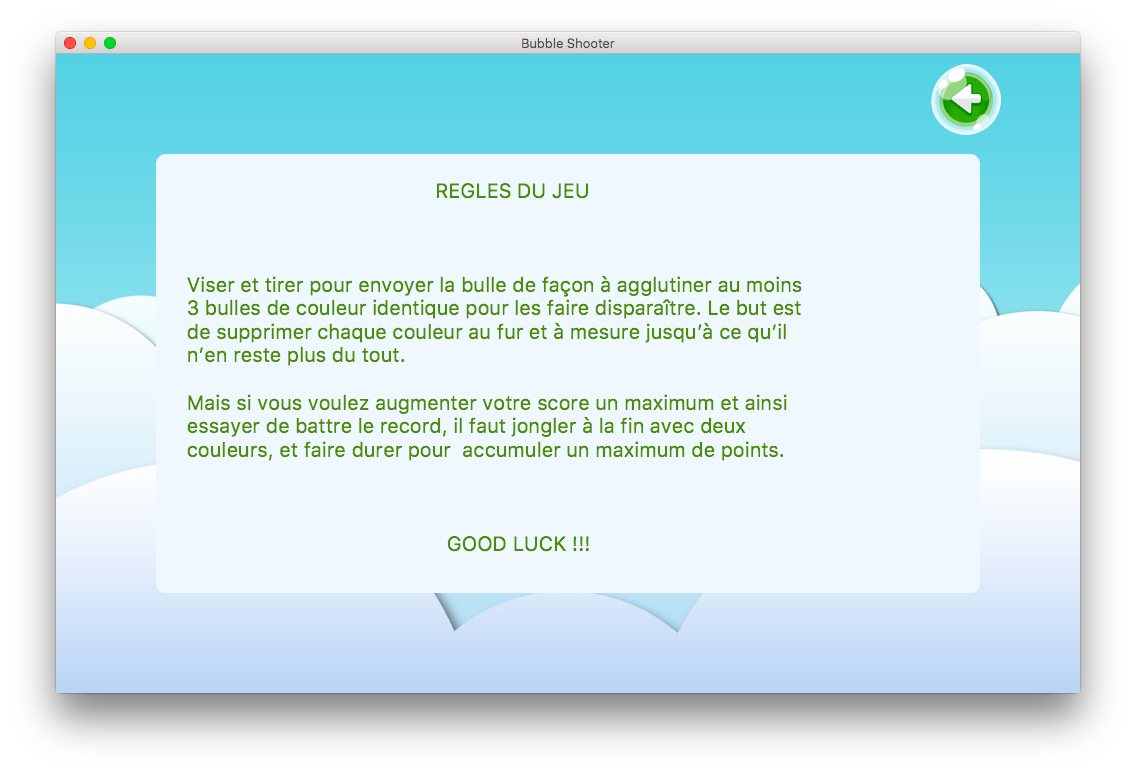 Bubble Shooter
REGLES DU JEU
Viser et tirer pour envoyer la bulle de façon à agglutiner au moins
3 bulles de couleur identique pour les faire disparaître. Le but est
de supprimer chaque couleur au fur et à mesure jusqu’à ce qu’il
n’en reste plus du tout.
Mais si vous voulez augmenter votre score un maximum et ainsi
essayer de battre le record, il faut jongler à la fin avec deux
couleurs, et faire durer pour  accumuler un maximum de points.
GOOD LUCK !!!